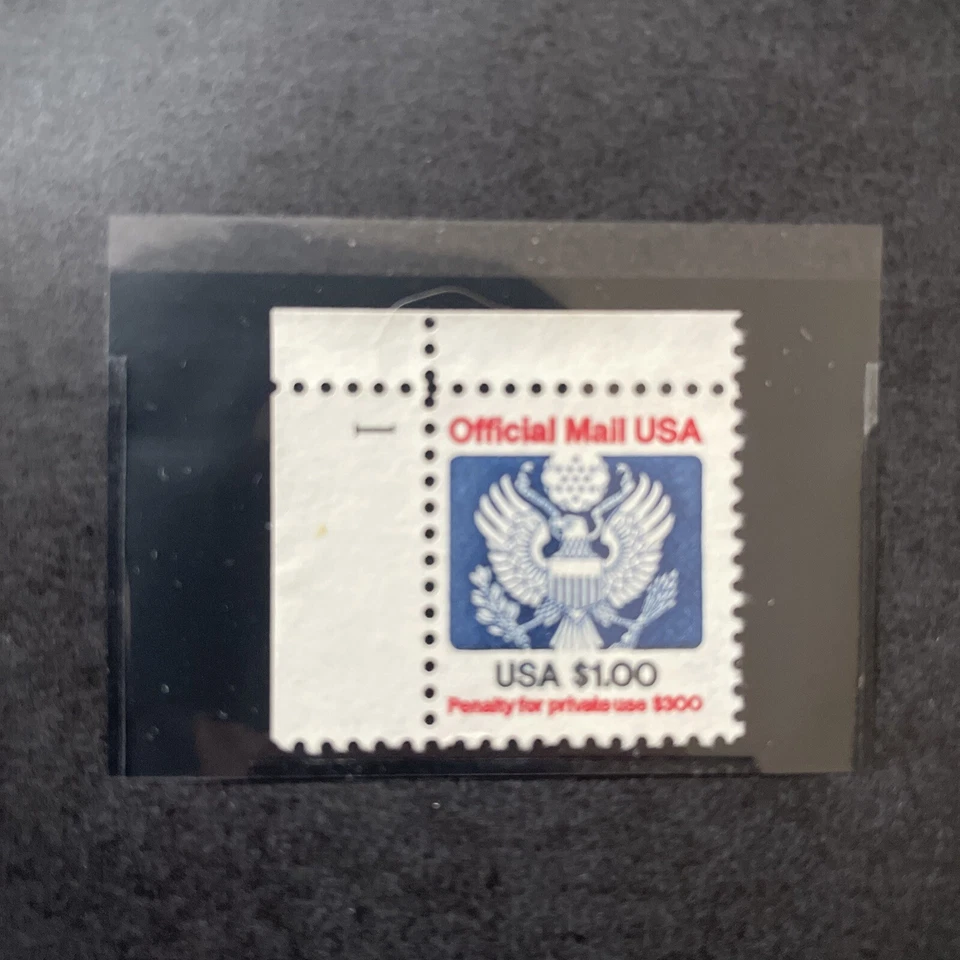 1
Official Mail USA
USA $1.00
Penalty for private use $300